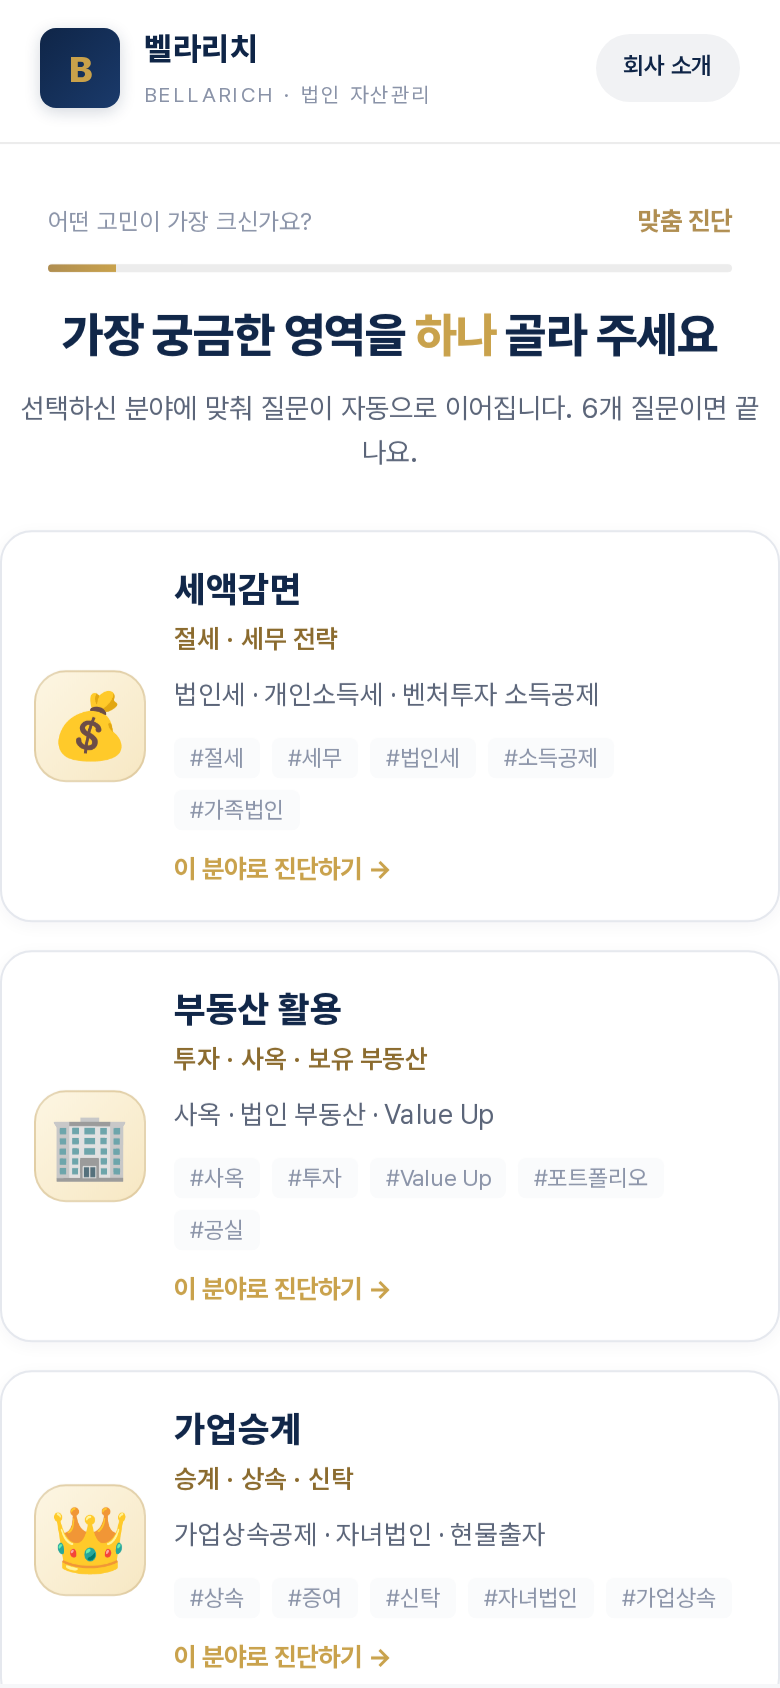 B
벨라리치
BELLARICH · 법인 자산관리
회사 소개
어떤 고민이 가장 크신가요?
맞춤 진단
가장 궁금한 영역을 하나 골라 주세요
선택하신 분야에 맞춰 질문이 자동으로 이어집니다. 6개 질문이면 끝
나요.
세액감면
절세 · 세무 전략
법인세 · 개인소득세 · 벤처투자 소득공제
#절세 #세무 #법인세 #소득공제
#가족법인
이 분야로 진단하기 →
부동산 활용
투자 · 사옥 · 보유 부동산
사옥 · 법인 부동산 · Value Up
#사옥 #투자 #Value Up #포트폴리오
#공실
이 분야로 진단하기 →
가업승계
승계 · 상속 · 신탁
가업상속공제 · 자녀법인 · 현물출자
#상속 #증여 #신탁 #자녀법인 #가업상속
이 분야로 진단하기 →